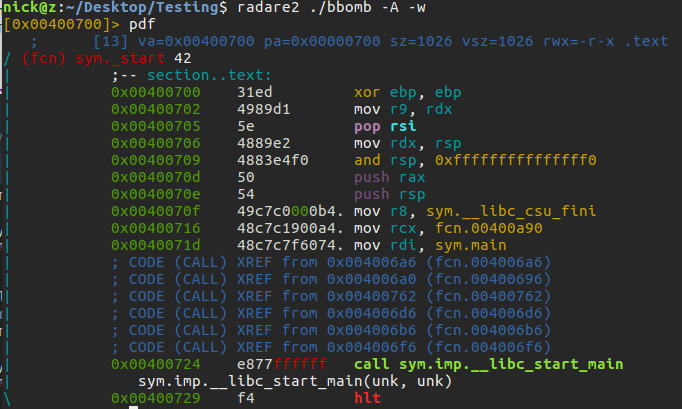 nick@z:~/Desktop/Testing$ radare2 ./bbomb -A -w
[0x00400700]> pdf
;      [13] va=0x00400700 pa=0x00000700 sz=1026 vsz=1026 rwx=-r-x .text
/ (fcn) sym._start 42
|          ;-- section..text:
|          0x00400700    31ed           xor ebp, ebp
|          0x00400702    4989d1         mov r9, rdx
|          0x00400705    5e             pop rsi
|          0x00400706    4889e2         mov rdx, rsp
|          0x00400709    4883e4f0       and rsp, 0xfffffffffffffff0
|          0x0040070d    50             push rax
|          0x0040070e    54             push rsp
|          0x0040070f    49c7c0000b4.   mov r8, sym.__libc_csu_fini
|          0x00400716    48c7c1900a4.   mov rcx, fcn.00400a90
|          0x0040071d    48c7c7f6074.   mov rdi, sym.main
|          ; CODE (CALL) XREF from 0x004006a6 (fcn.004006a6)
|          ; CODE (CALL) XREF from 0x0040069a (fcn.00400696)
|          ; CODE (CALL) XREF from 0x00400762 (fcn.00400762)
|          ; CODE (CALL) XREF from 0x004006d6 (fcn.004006d6)
|          ; CODE (CALL) XREF from 0x004006b6 (fcn.004006b6)
|          ; CODE (CALL) XREF from 0x004006f6 (fcn.004006f6)
|          0x00400724    e877ffffff     call sym.imp.__libc_start_main
|             sym.imp.__libc_start_main(unk, unk)
\          0x00400729    f4             hlt